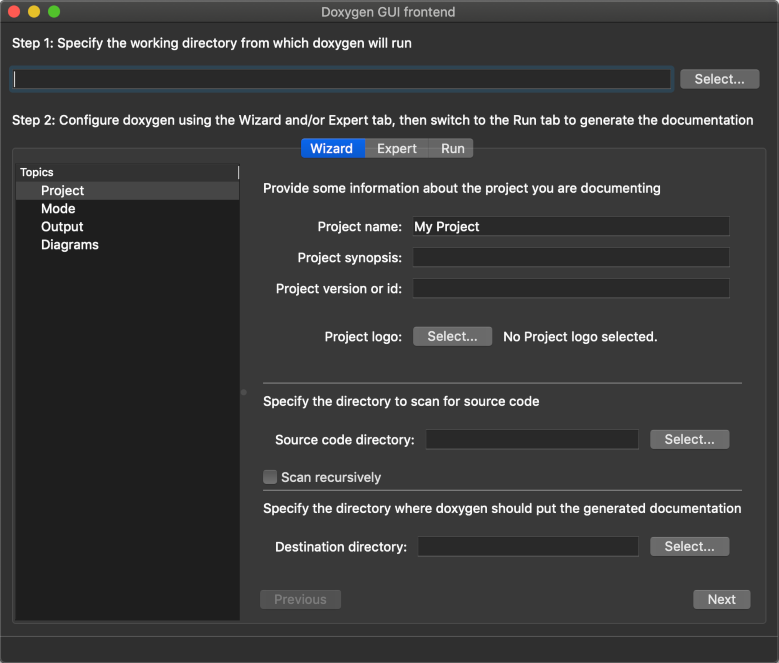 Doxygen GUI frontend
Step 1: Specify the working directory from which doxygen will run
Select...
Step 2: Configure doxygen using the Wizard and/or Expert tab, then switch to the Run tab to generate the documentation
Wizard Expert Run
Topics
Project
Mode
Output
Diagrams
Provide some information about the project you are documenting
Project name: My Project
Project synopsis:
Project version or id:
Project logo: Select... No Project logo selected.
Specify the directory to scan for source code
Source code directory: Select...
Scan recursively
Specify the directory where doxygen should put the generated documentation
Destination directory: Select...
Previous Next